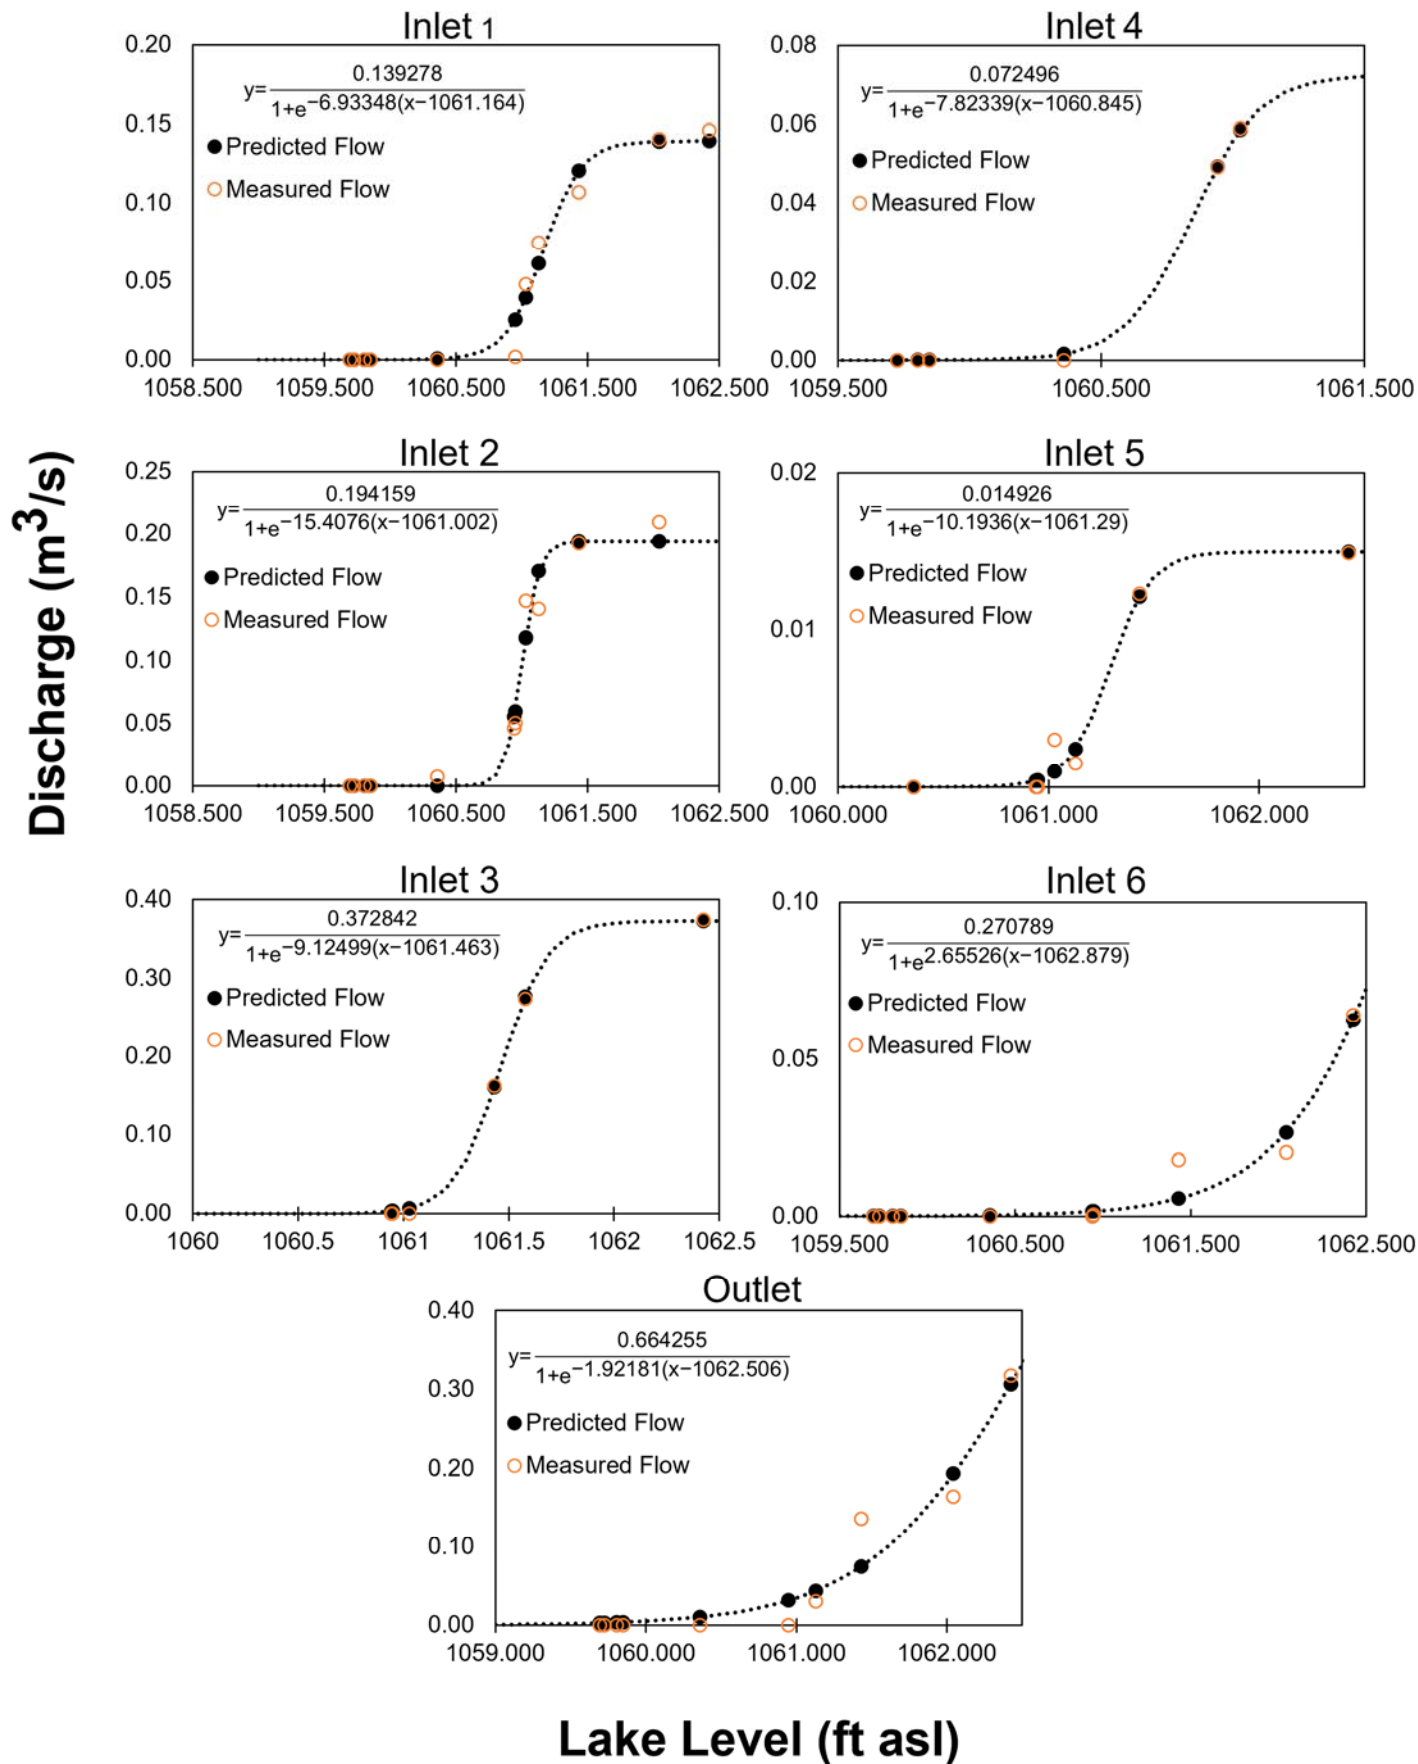 Discharge (m3/s)
Inlet 1
0.20
0.15
0.10
0.05
0.00
y=0.139278/1+e−6.93348(x−1061.164)
Predicted Flow
Measured Flow
1058.500 1059.500 1060.500 1061.500 1062.500
Inlet 4
0.08
0.06
0.04
0.02
0.00
y=0.072496/1+e−7.82339(x−1060.845)
Predicted Flow
Measured Flow
1059.500 1060.500 1061.500
Inlet 2
0.25
0.20
0.15
0.10
0.05
0.00
y=0.194159/1+e−15.4076(x−1061.002)
Predicted Flow
Measured Flow
1058.500 1059.500 1060.500 1061.500 1062.500
Inlet 5
0.02
0.01
0.00
y=0.014926/1+e−10.1936(x−1061.29)
Predicted Flow
Measured Flow
1060.000 1061.000 1062.000
Inlet 3
0.40
0.30
0.20
0.10
0.00
y=0.372842/1+e−9.12499(x−1061.463)
Predicted Flow
Measured Flow
1060 1060.5 1061 1061.5 1062 1062.5
Inlet 6
0.10
0.05
0.00
y=0.270789/1+e2.65526(x−1062.879)
Predicted Flow
Measured Flow
1059.500 1060.500 1061.500 1062.500
Outlet
0.40
0.30
0.20
0.10
0.00
y=0.664255/1+e−1.92181(x−1062.506)
Predicted Flow
Measured Flow
1059.000 1060.000 1061.000 1062.000
Lake Level (ft asl)